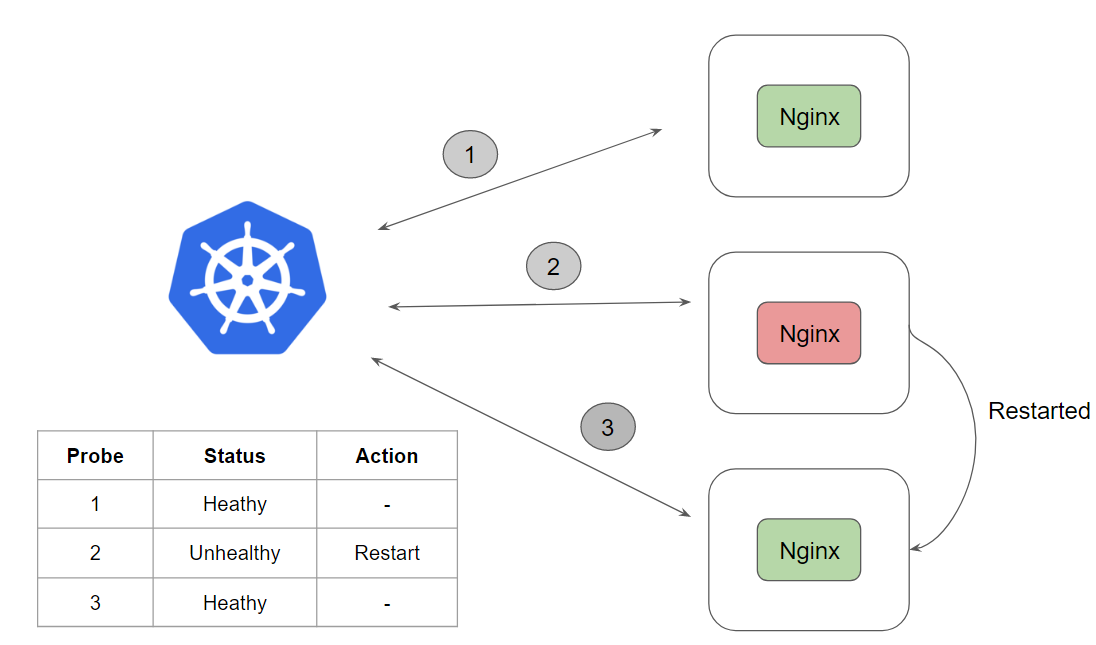 Nginx
1
2
Nginx
Restarted
3
Probe Status Action
1 Heathy -
2 Unhealthy Restart
3 Heathy -
Nginx